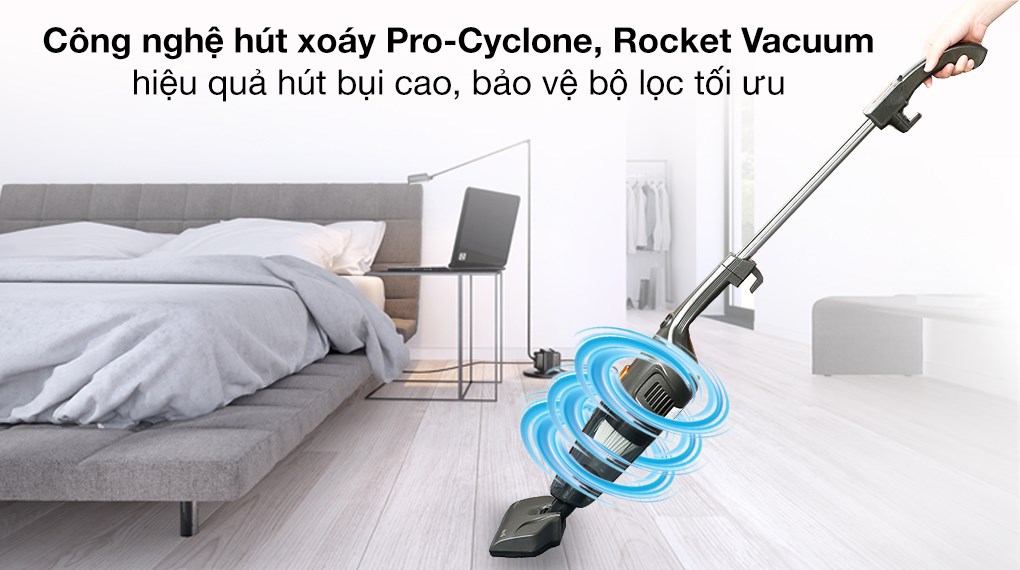 Công nghệ hút xoáy Pro-Cyclone, Rocket Vacuum
hiệu quả hút bụi cao, bảo vệ bộ lọc tối ưu